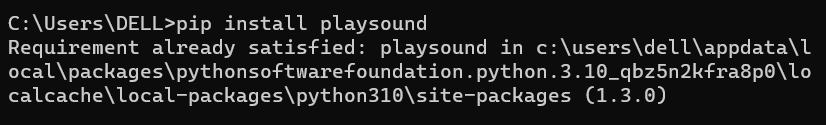 C:\Users\DELL>pip install playsound
Requirement already satisfied: playsound in c:\users\dell\appdata\l
ocal\packages\pythonsoftwarefoundation.python.3.10_qbz5n2kfra8p0\lo
calcache\local-packages\python310\site-packages (1.3.0)